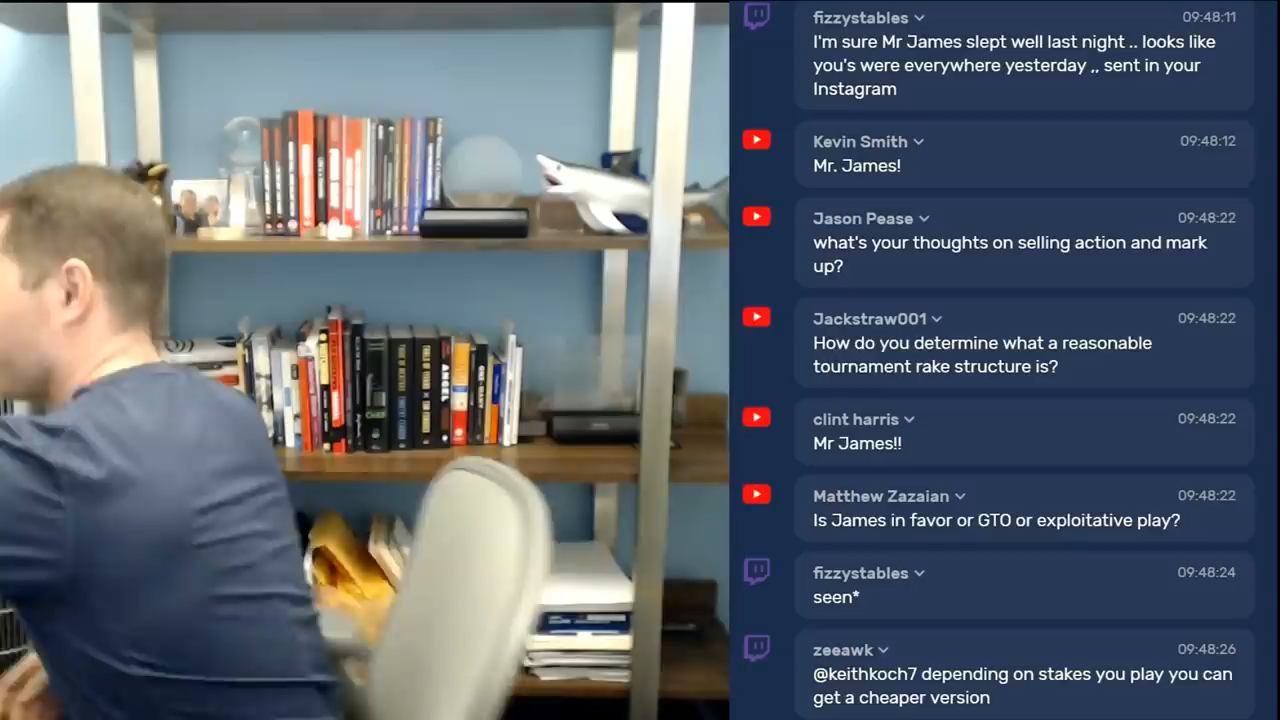 fizzystables
09:48:11
I'm sure Mr James slept well last night .. looks like
you's were everywhere yesterday ,, sent in your
Instagram
Kevin Smith
09:48:12
Mr. James!
Jason Pease
09:48:22
what's your thoughts on selling action and mark
up?
Jackstraw001
09:48:22
How do you determine what a reasonable
tournament rake structure is?
clint harris
09:48:22
Mr James!!
Matthew Zazaian
09:48:22
Is James in favor or GTO or exploitative play?
fizzystables
09:48:24
seen*
zeeawk
09:48:26
@keithkoch7 depending on stakes you play you can
get a cheaper version
ANGEL